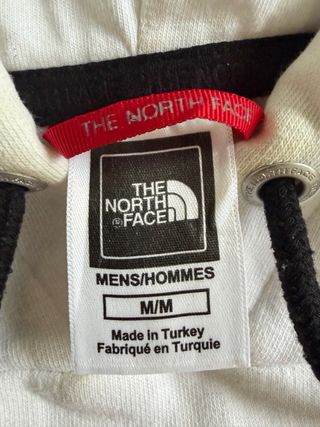 THE NORTH FACE
THE
NORTH
FACE
MENS/HOMMES
M/M
Made in Turkey
Fabriqué en Turquie